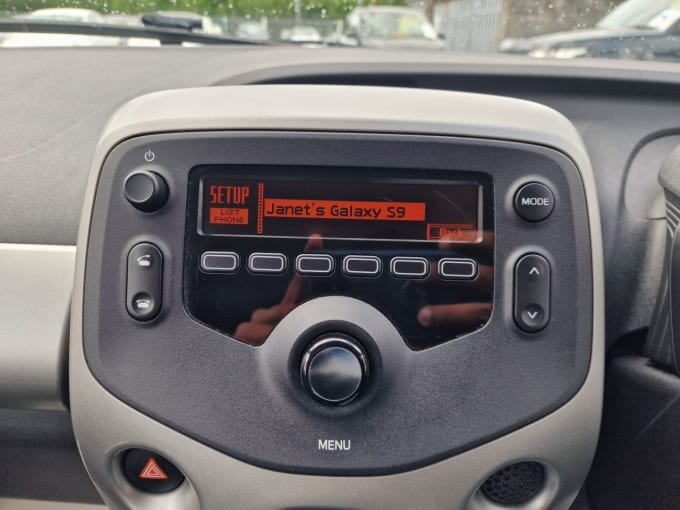 SETUP
LIST
PHONE
Janet's Galaxy S9
Back
MODE
MENU